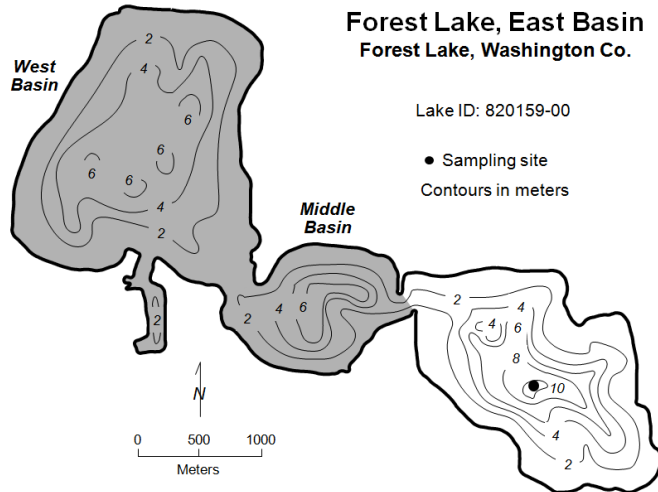 Forest Lake, East Basin
Forest Lake, Washington Co.
Lake ID: 820159-00
Sampling site
Contours in meters
West
Basin
2
4
6
6
6
6
4
2
2
Middle
Basin
2
4
6
2
4
4
6
8
10
4
2
N
0 500 1000
Meters